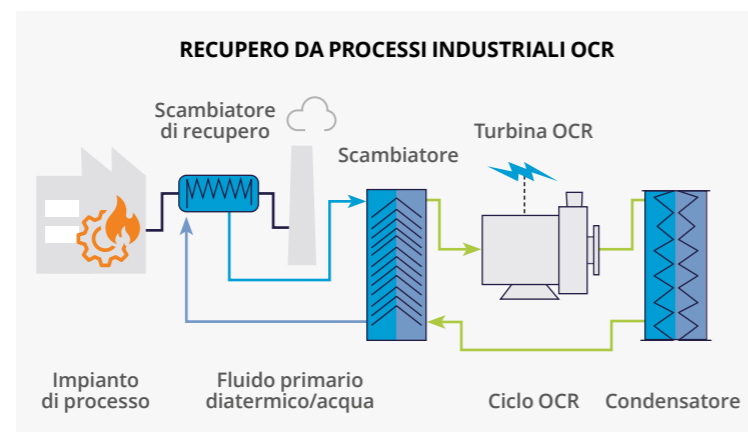 RECUPERO DA PROCESSI INDUSTRIALI OCR
Scambiatore
di recupero
Scambiatore
Turbina OCR
Impianto
di processo
Fluido primario
diatermico/acqua
Ciclo OCR
Condensatore